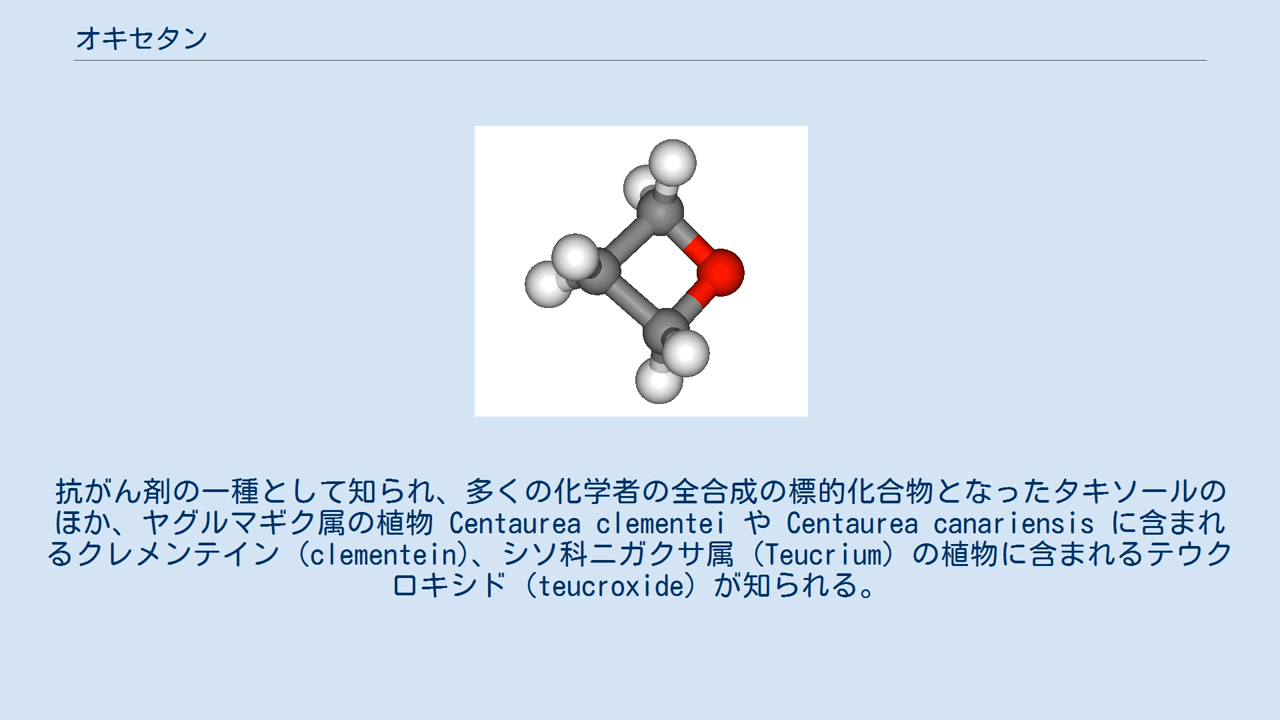 オキセタン
抗がん剤の一種として知られ、多くの化学者の全合成の標的化合物となったタキソールの
ほか、ヤグルマギク属の植物 Centaurea clementei や Centaurea canariensis に含まれ
るクレメンテイン（clementein)、シソ科ニガクサ属（Teucrium）の植物に含まれるテウク
ロキシド（teucroxide）が知られる。